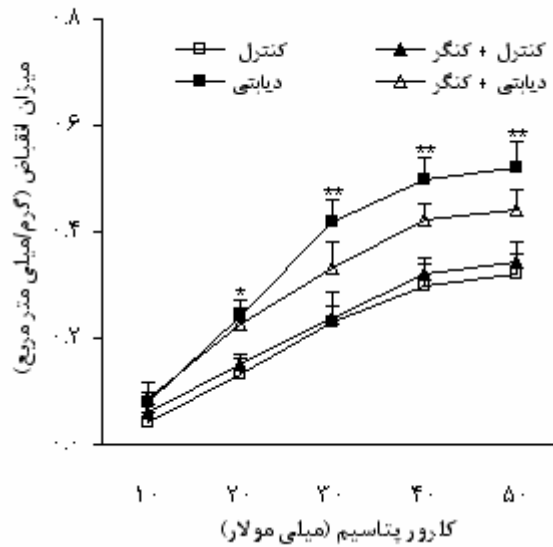 ۰.۸
کنترل
کنترل + کنگر
دیابتی
دیابتی + کنگر
۰.۶
**
**
**
۰.۴
*
۰.۲
۰.۰
میزان انقباض (گرم/میلی متر مربع)
۱۰ ۲۰ ۳۰ ۴۰ ۵۰
کلرور پتاسیم (میلی مولار)